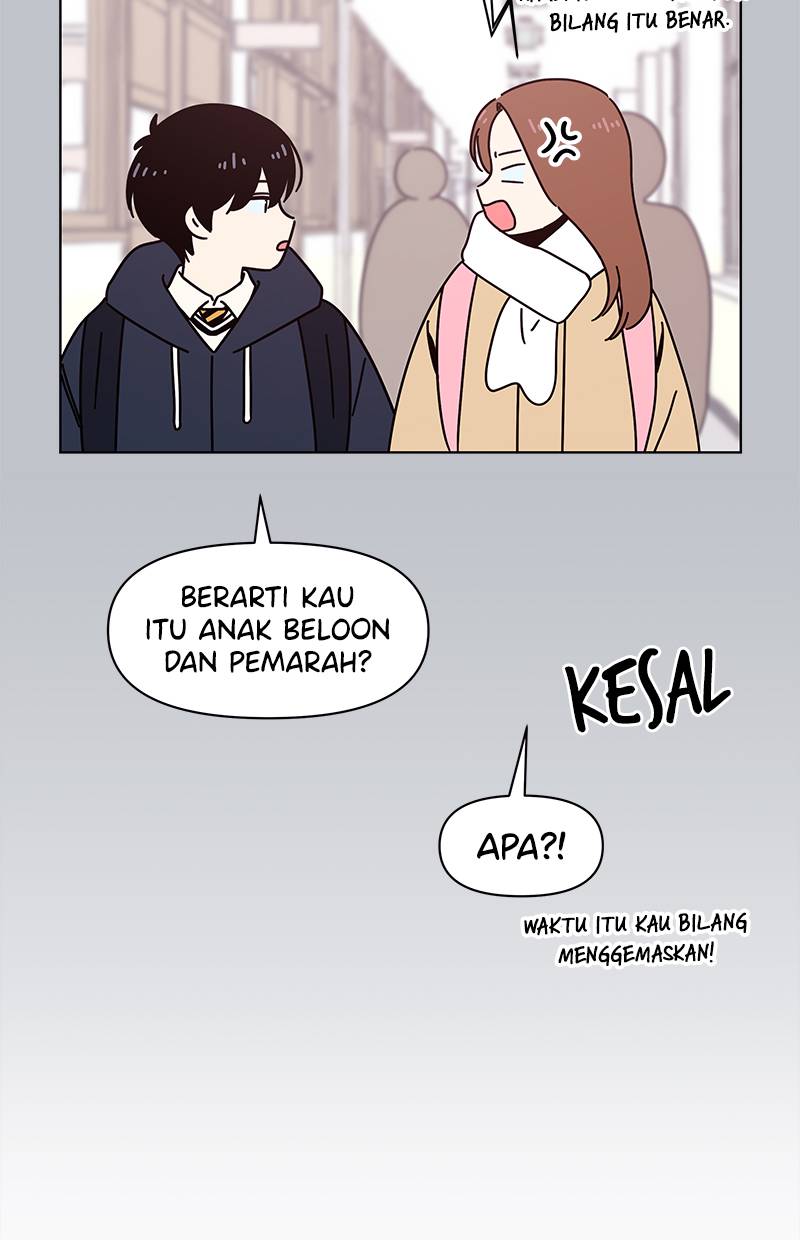 BILANG ITU BENAR.
BERARTI KAU
ITU ANAK BELOON
DAN PEMARAH?
KESAL
APA?!
WAKTU ITU KAU BILANG
MENGGEMASKAN!